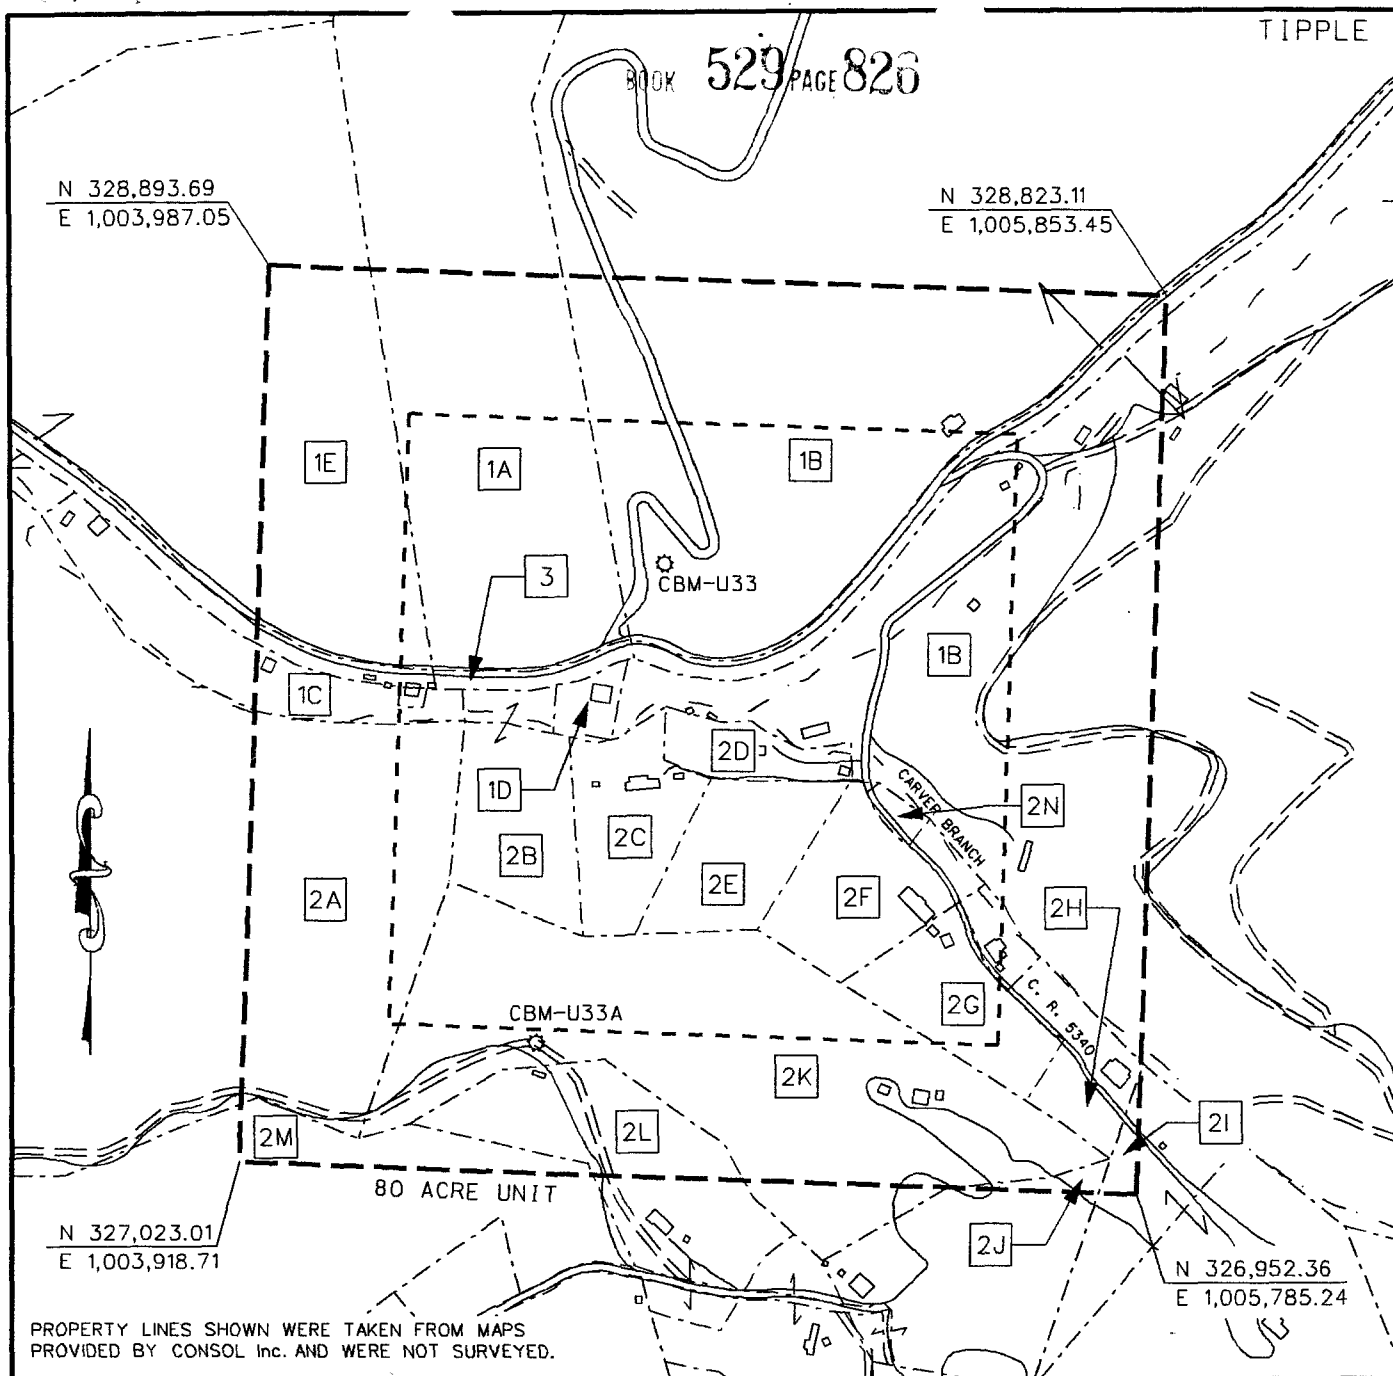 TIPPLE
BOOK 529 PAGE 826
N 328,893.69
E 1,003,987.05
N 328,823.11
E 1,005,853.45
1E
1A
1B
3
CBM-U33
1B
1C
2D
1D
2N
CARVER BRANCH
2C
2B
2E
2A
2F
2H
2G
C. R. 5340
CBM-U33A
2K
2M
2L
2I
80 ACRE UNIT
2J
N 327,023.01
E 1,003,918.71
N 326,952.36
E 1,005,785.24
PROPERTY LINES SHOWN WERE TAKEN FROM MAPS
PROVIDED BY CONSOL Inc. AND WERE NOT SURVEYED.